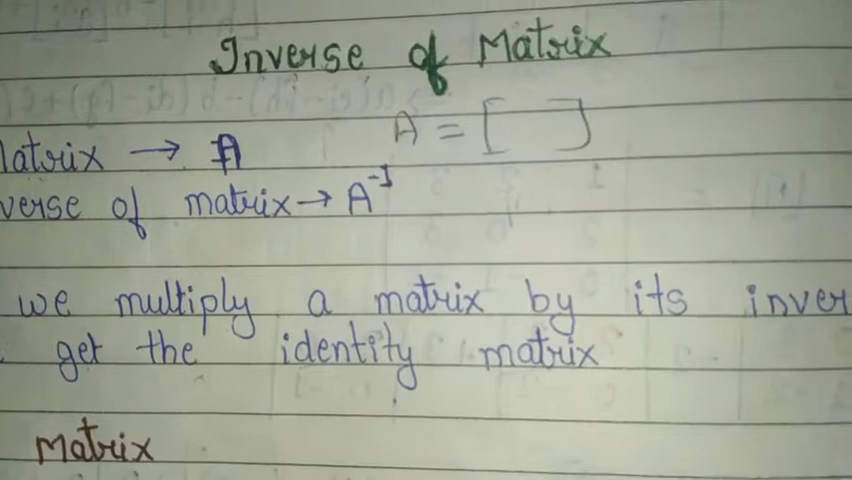 Inverse of Matrix
A = [ ]
latrix → A
verse of matrix → A⁻¹
we multiply a matrix by its inver
get the identity matrix
Matrix